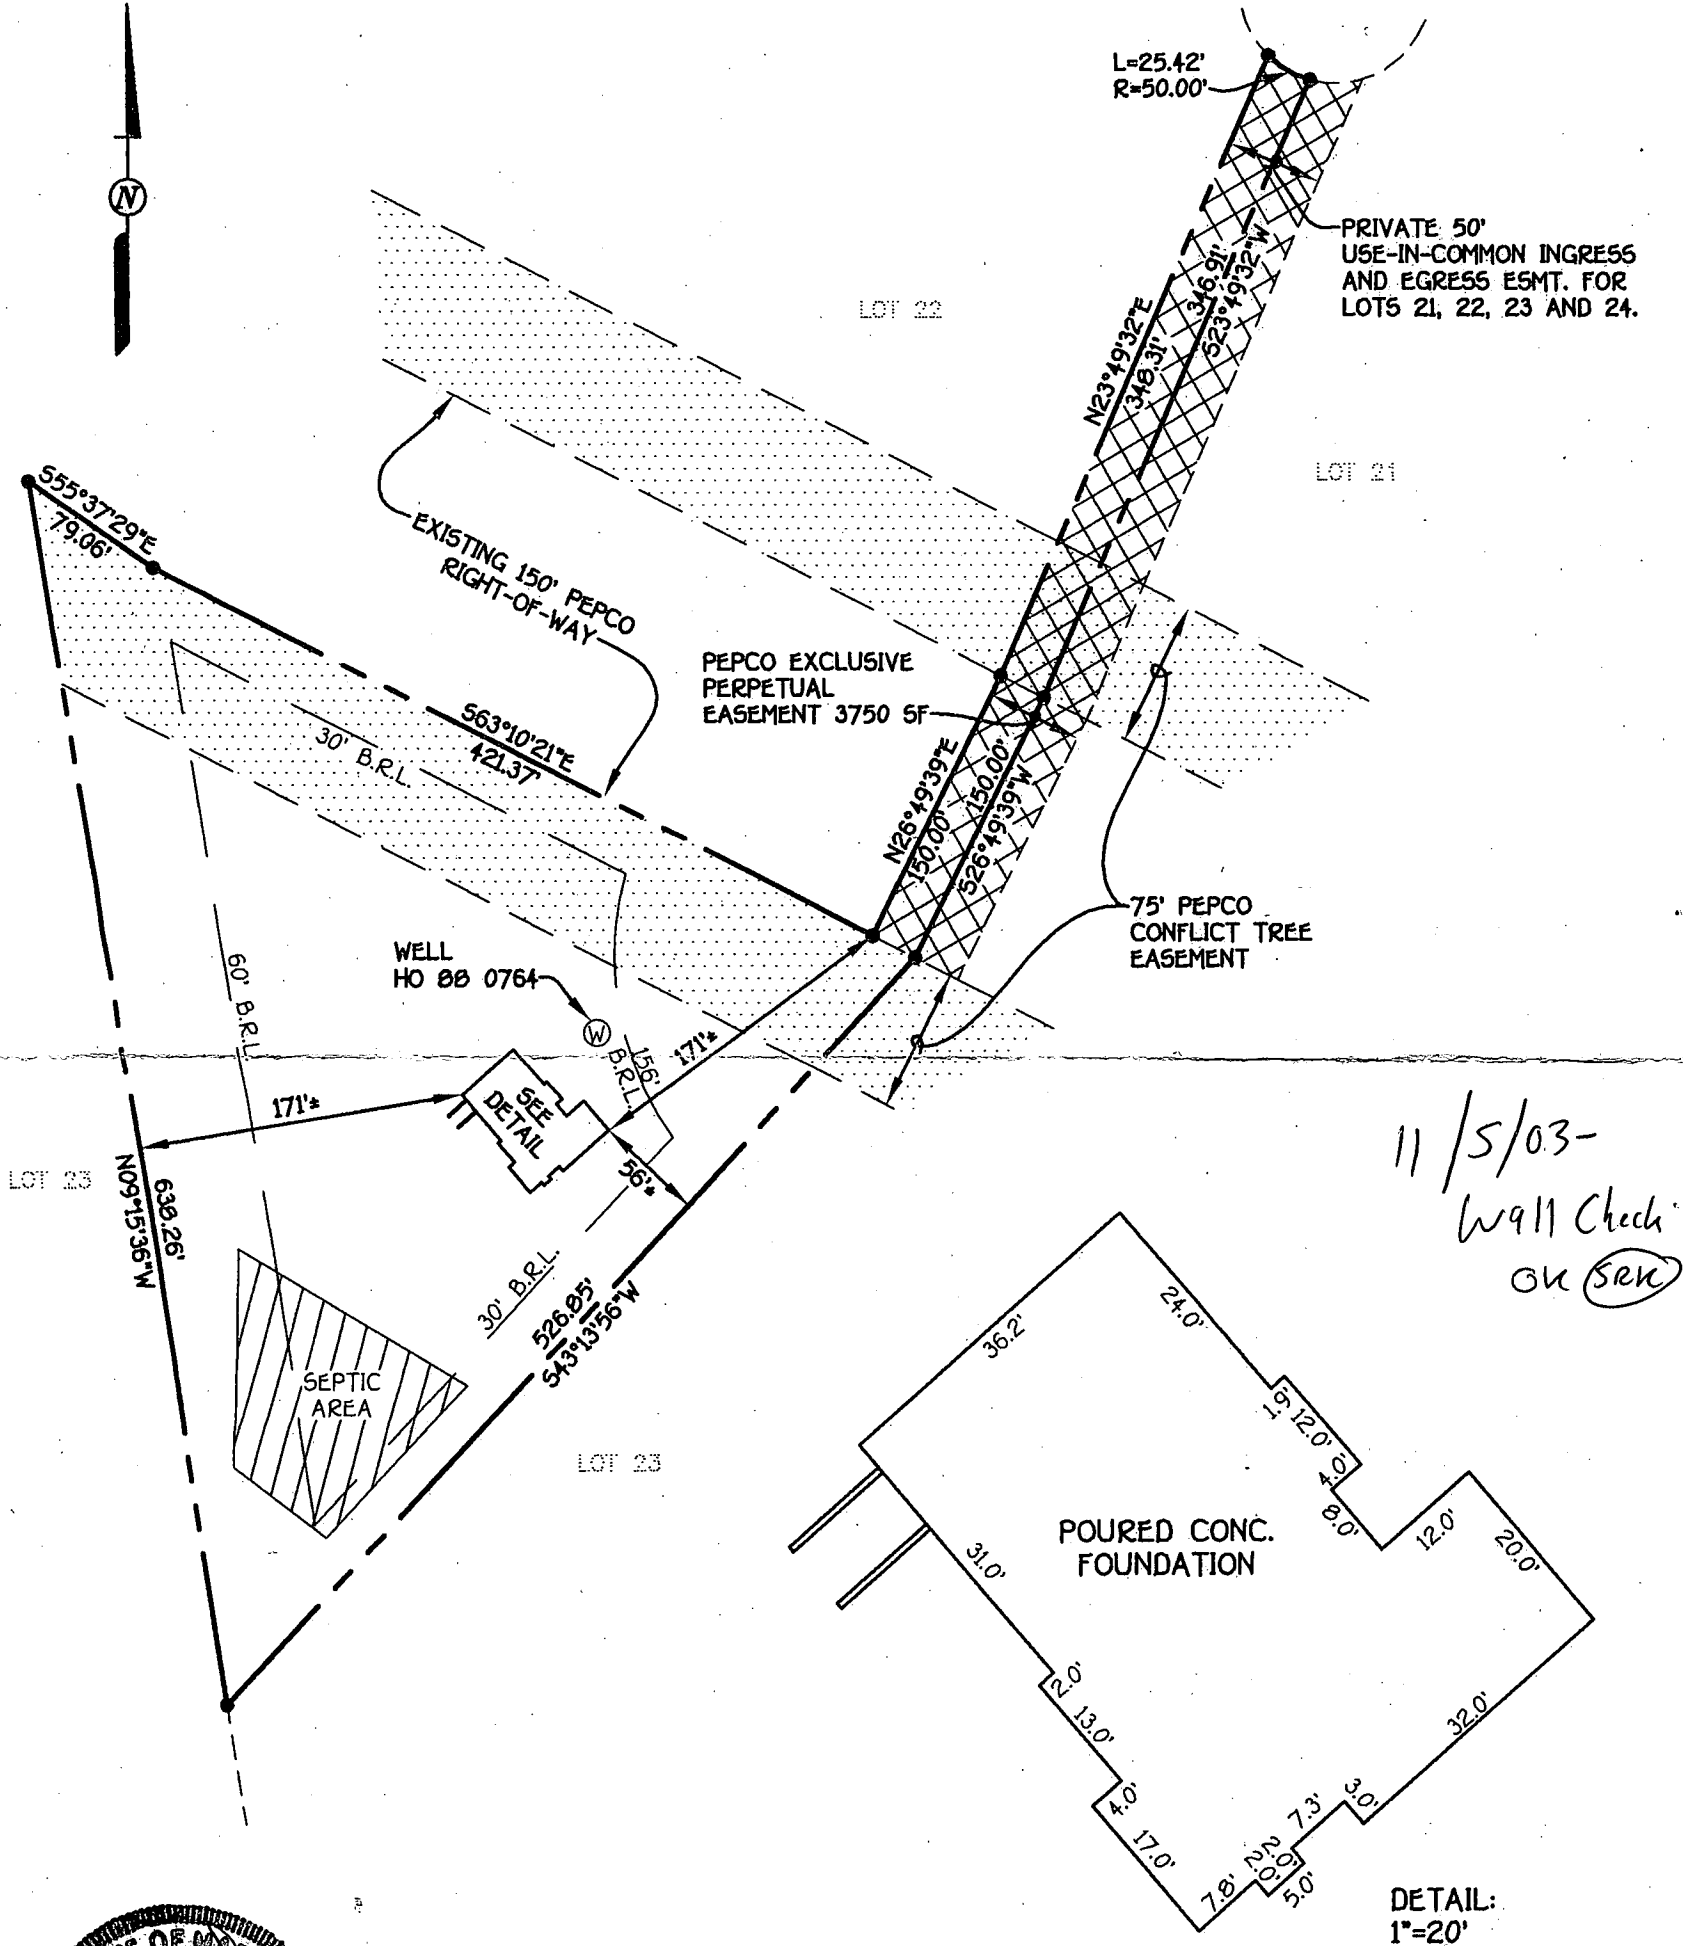 L=25.42'
R=50.00'
N
PRIVATE 50'
USE-IN-COMMON INGRESS
AND EGRESS ESMT. FOR
LOTS 21, 22, 23 AND 24.
LOT 22
346.91'
S23°49'32"W
N23°49'32"E
348.31'
LOT 21
S55°37'29"E
79.06'
EXISTING 150' PEPCO
RIGHT-OF-WAY
PEPCO EXCLUSIVE
PERPETUAL
EASEMENT 3750 SF
S63°10'21"E
421.37'
30' B.R.L.
N26°49'39"E
150.00'
150.00'
S26°49'39"W
75' PEPCO
CONFLICT TREE
EASEMENT
WELL
HO 88 0764
W
60' B.R.L.
156'
B.R.L.
171'±
171'±
SEE
DETAIL
56'±
LOT 23
638.26'
N09°15'36"W
11/5/03-
Wall Check
OK SRK
30' B.R.L.
526.85'
S43°13'56"W
SEPTIC
AREA
LOT 23
36.2'
24.0'
1.9'
12.0'
4.0'
8.0'
12.0'
20.0'
POURED CONC.
FOUNDATION
31.0'
2.0'
13.0'
4.0'
17.0'
7.8'
2.0'
2.0'
5.0'
7.3'
3.0'
32.0'
DETAIL:
1"=20'